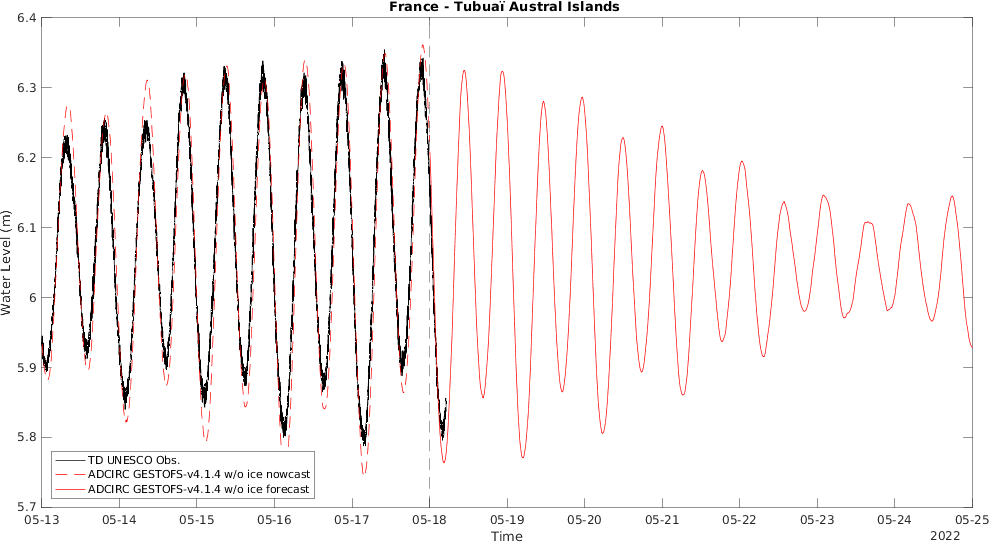 France - Tubuaï Austral Islands
6.4
6.3
6.2
6.1
6
5.9
5.8
5.7
Water Level (m)
TD UNESCO Obs.
ADCIRC GESTOFS-v4.1.4 w/o ice nowcast
ADCIRC GESTOFS-v4.1.4 w/o ice forecast
05-13 05-14 05-15 05-16 05-17 05-18 05-19 05-20 05-21 05-22 05-23 05-24 05-25
Time
2022